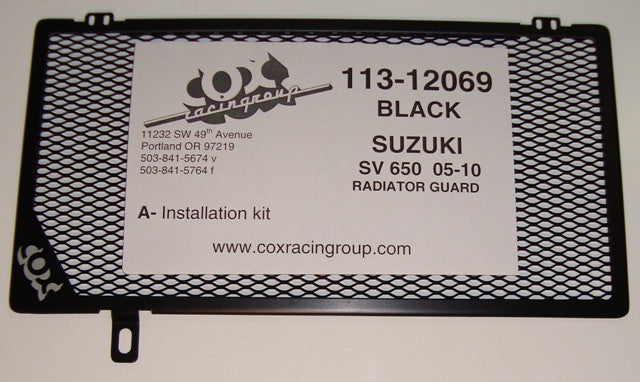 COX
racingroup
11232 SW 49th Avenue
Portland OR 97219
503-841-5674 v
503-841-5764 f
113-12069
BLACK
SUZUKI
SV 650 05-10
RADIATOR GUARD
A- Installation kit
www.coxracingroup.com
COX